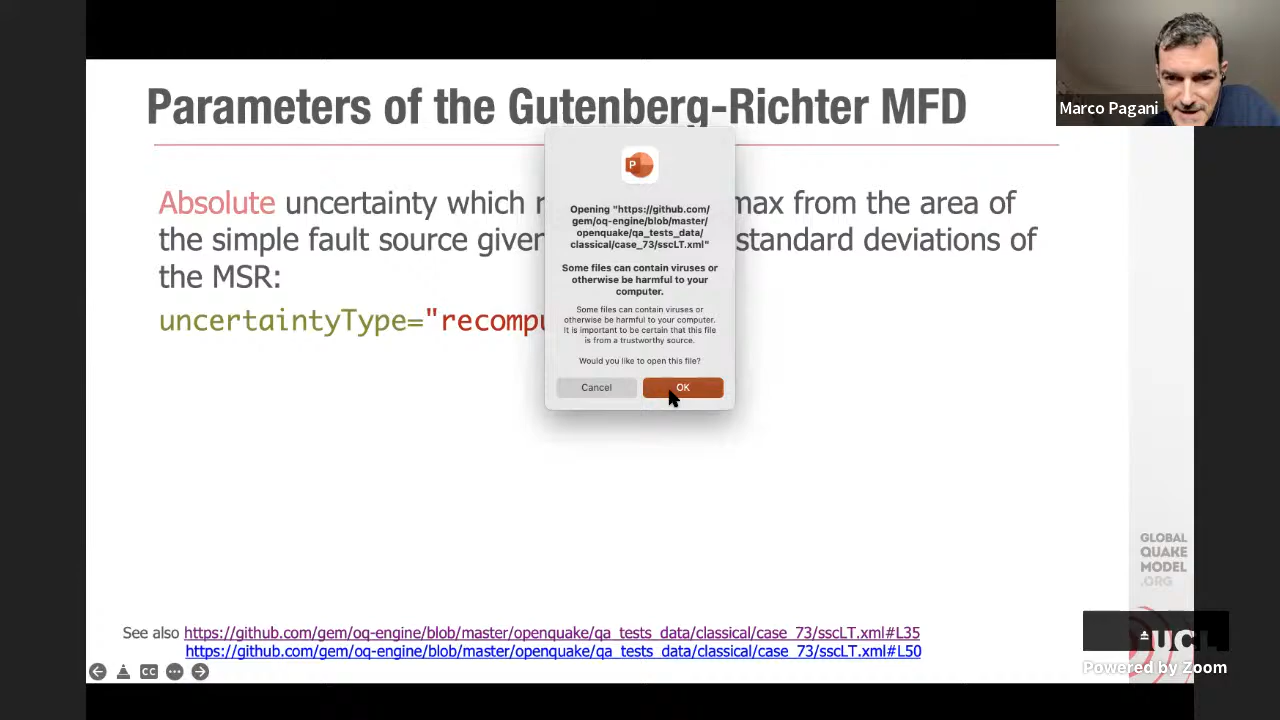 Parameters of the Gutenberg-Richter MFD
Marco Pagani
Absolute uncertainty which max from the area of
the simple fault source given standard deviations of
the MSR:
uncertaintyType="recompu
P
Opening "https://github.com/
gem/oq-engine/blob/master/
openquake/qa_tests_data/
classical/case_73/sscLT.xml"
Some files can contain viruses or
otherwise be harmful to your
computer.
Some files can contain viruses or
otherwise be harmful to your computer.
It is important to be certain that this file
is from a trustworthy source.
Would you like to open this file?
Cancel
OK
GLOBAL
QUAKE
MODEL
.ORG
See also https://github.com/gem/oq-engine/blob/master/openquake/qa_tests_data/classical/case_73/sscLT.xml#L35
https://github.com/gem/oq-engine/blob/master/openquake/qa_tests_data/classical/case_73/sscLT.xml#L50
CC
UCL
Powered by Zoom